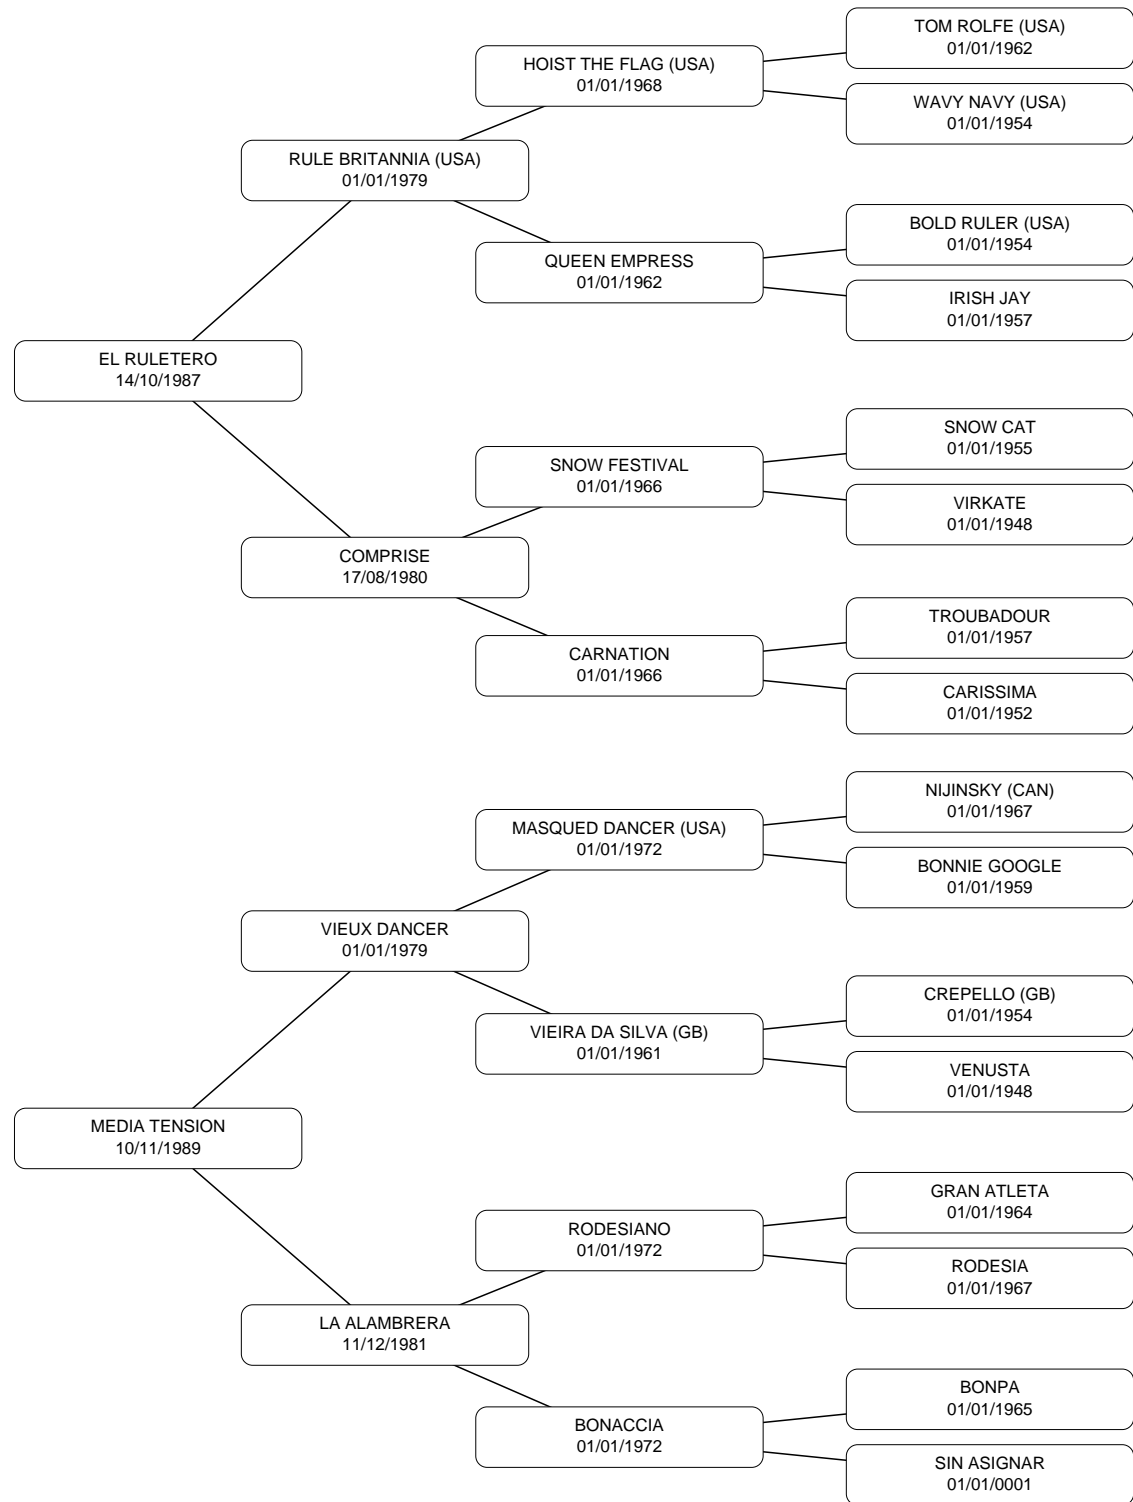 TOM ROLFE (USA)
01/01/1962
HOIST THE FLAG (USA)
01/01/1968
WAVY NAVY (USA)
01/01/1954
RULE BRITANNIA (USA)
01/01/1979
BOLD RULER (USA)
01/01/1954
QUEEN EMPRESS
01/01/1962
IRISH JAY
01/01/1957
EL RULETERO
14/10/1987
SNOW CAT
01/01/1955
SNOW FESTIVAL
01/01/1966
VIRKATE
01/01/1948
COMPRISE
17/08/1980
TROUBADOUR
01/01/1957
CARNATION
01/01/1966
CARISSIMA
01/01/1952
NIJINSKY (CAN)
01/01/1967
MASQUED DANCER (USA)
01/01/1972
BONNIE GOOGLE
01/01/1959
VIEUX DANCER
01/01/1979
CREPELLO (GB)
01/01/1954
VIEIRA DA SILVA (GB)
01/01/1961
VENUSTA
01/01/1948
MEDIA TENSION
10/11/1989
GRAN ATLETA
01/01/1964
RODESIANO
01/01/1972
RODESIA
01/01/1967
LA ALAMBRERA
11/12/1981
BONPA
01/01/1965
BONACCIA
01/01/1972
SIN ASIGNAR
01/01/0001